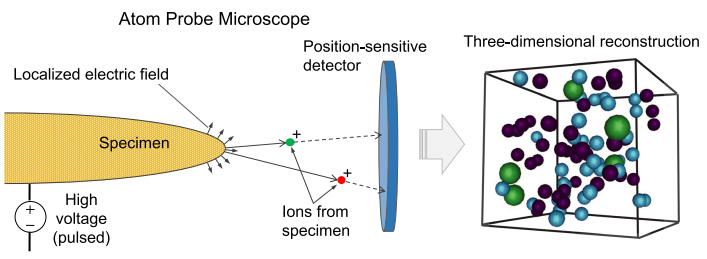 Atom Probe Microscope
Position-sensitive
detector
Three-dimensional reconstruction
Localized electric field
Specimen
+
+
High
voltage
(pulsed)
+
−
Ions from
specimen